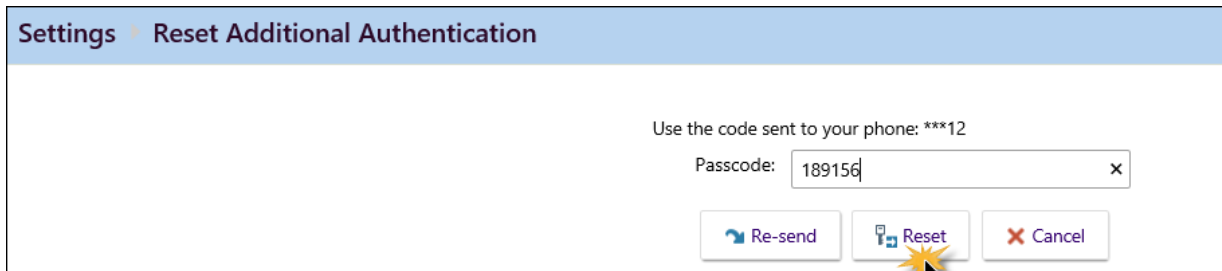 Settings Reset Additional Authentication
Use the code sent to your phone: ***12
Passcode: 189156
Re-send Reset Cancel